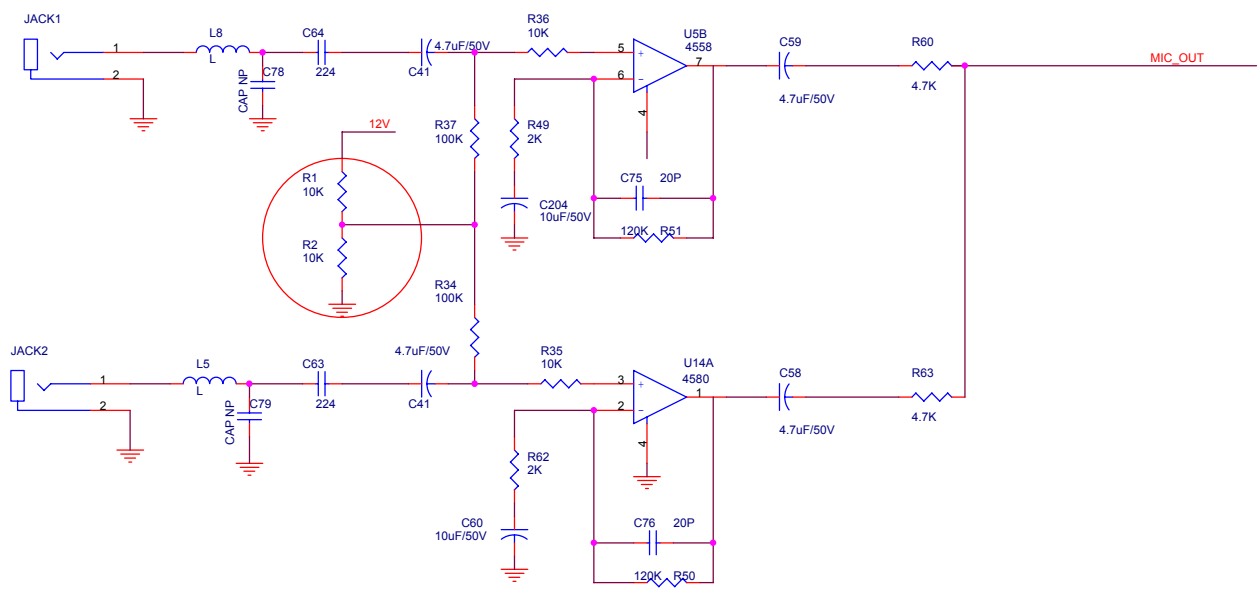 JACK1
1
2
L8
L
C78
CAP NP
C64
224
4.7uF/50V
C41
R36
10K
5
6
U5B
4558
7
4
C59
4.7uF/50V
R60
4.7K
MIC_OUT
12V
R1
10K
R2
10K
R37
100K
R49
2K
C204
10uF/50V
C75 20P
120K R51
R34
100K
JACK2
1
2
L5
L
C79
CAP NP
C63
224
4.7uF/50V
C41
R35
10K
3
2
U14A
4580
1
4
C58
4.7uF/50V
R63
4.7K
R62
2K
C60
10uF/50V
C76 20P
120K R50